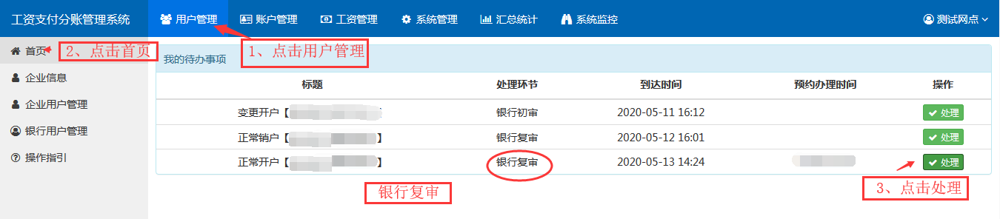 工资支付分账管理系统 用户管理 账户管理 工资管理 系统管理 汇总统计 系统监控 测试网点
首页 2、点击首页 1、点击用户管理
我的待办事项
企业信息
企业用户管理
银行用户管理
操作指引
标题 处理环节 到达时间 预约办理时间 操作
变更开户【 】 银行初审 2020-05-11 16:12 处理
正常销户【 】 银行复审 2020-05-12 16:01 处理
正常开户【 】 银行复审 2020-05-13 14:24 处理
银行复审 3、点击处理